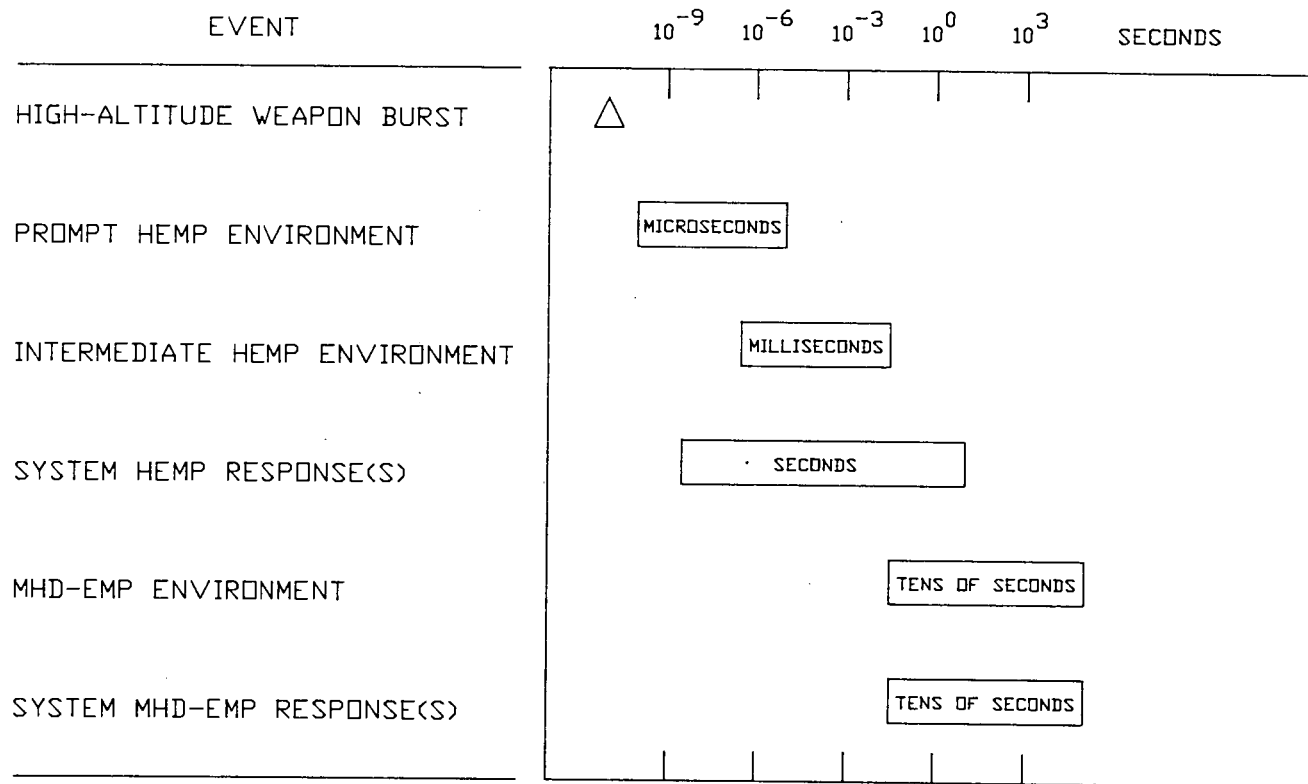 EVENT 10^-9 10^-6 10^-3 10^0 10^3 SECONDS
HIGH-ALTITUDE WEAPON BURST
PROMPT HEMP ENVIRONMENT MICROSECONDS
INTERMEDIATE HEMP ENVIRONMENT MILLISECONDS
SYSTEM HEMP RESPONSE(S) SECONDS
MHD-EMP ENVIRONMENT TENS OF SECONDS
SYSTEM MHD-EMP RESPONSE(S) TENS OF SECONDS